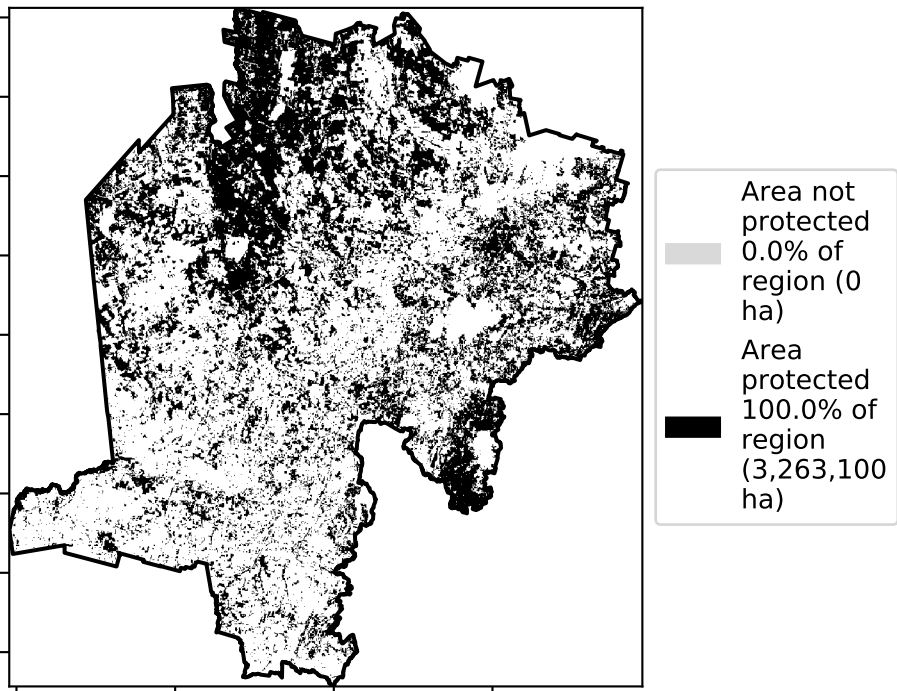 Area not
protected
0.0% of
region (0
ha)
Area
protected
100.0% of
region
(3,263,100
ha)